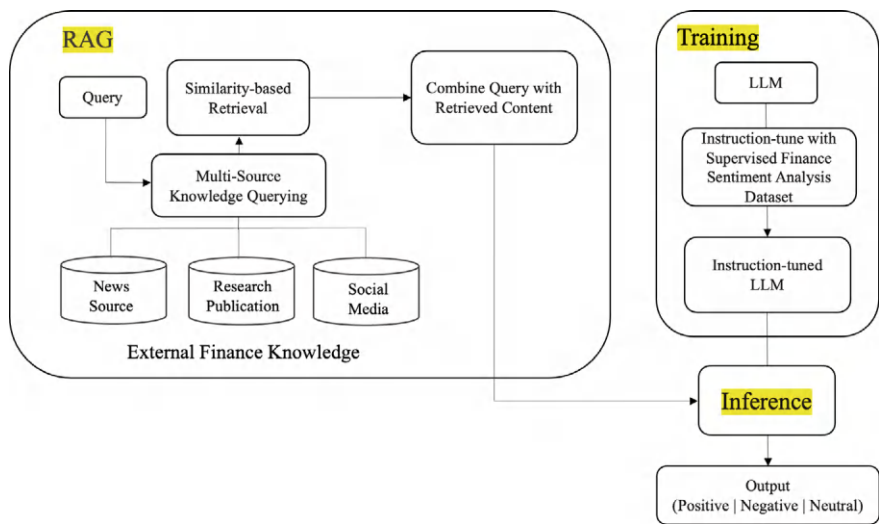 RAG
Query
Similarity-based
Retrieval
Combine Query with
Retrieved Content
Multi-Source
Knowledge Querying
News
Source
Research
Publication
Social
Media
External Finance Knowledge
Training
LLM
Instruction-tune with
Supervised Finance
Sentiment Analysis
Dataset
Instruction-tuned
LLM
Inference
Output
(Positive | Negative | Neutral)